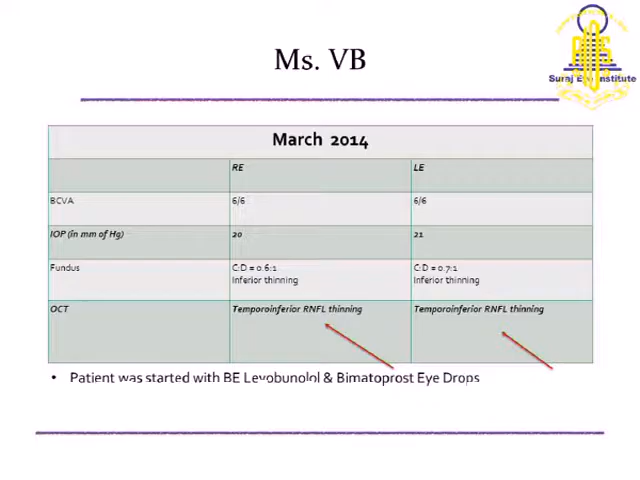 Ms. VB
Suraj Eye Institute
March 2014
RE LE
BCVA 6/6 6/6
IOP (in mm of Hg) 20 21
Fundus C:D = 0.6:1 C:D = 0.7:1
Inferior thinning Inferior thinning
OCT Temporoinferior RNFL thinning Temporoinferior RNFL thinning
• Patient was started with BE Levobunolol & Bimatoprost Eye Drops